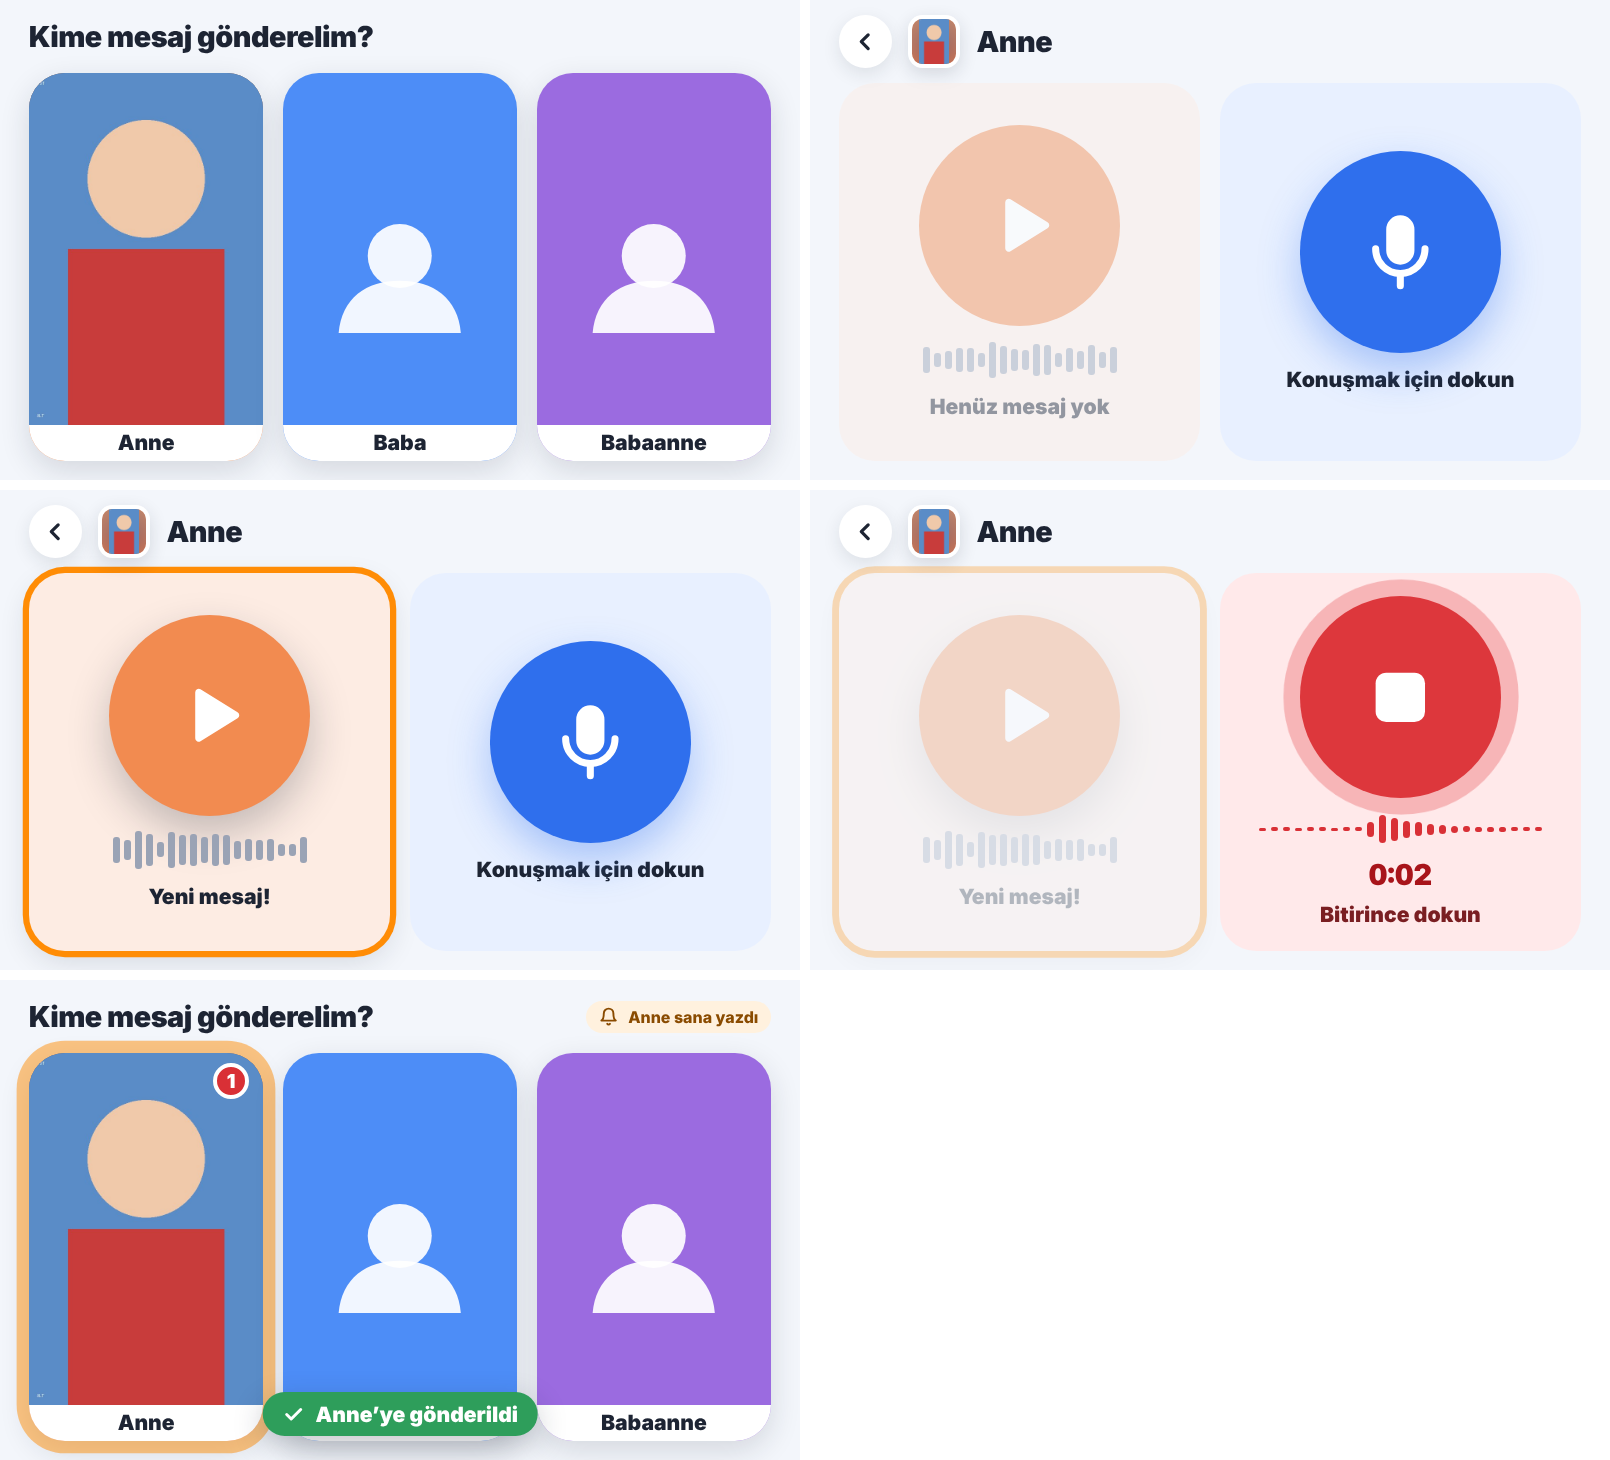 Kime mesaj gönderelim?
Anne
Baba
Babaanne
Anne
Henüz mesaj yok
Konuşmak için dokun
Anne
Yeni mesaj!
Konuşmak için dokun
Anne
Yeni mesaj!
0:02
Bitirince dokun
Kime mesaj gönderelim?
Anne sana yazdı
1
Anne
Anne’ye gönderildi
Babaanne